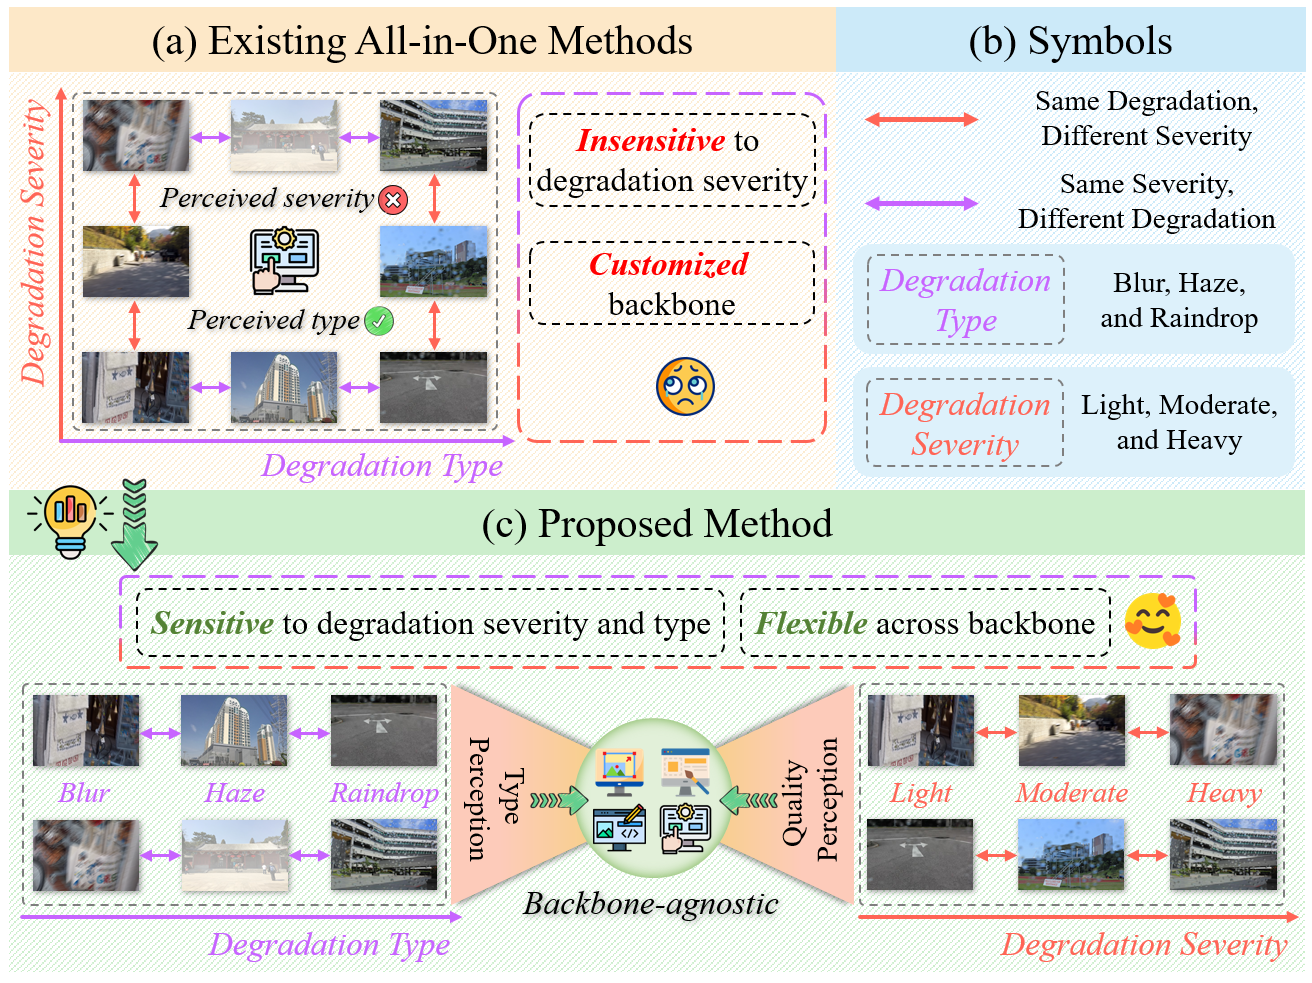 (a) Existing All-in-One Methods
Degradation Severity
Perceived severity
Perceived type
Degradation Type
Insensitive to
degradation severity
Customized
backbone
(b) Symbols
Same Degradation,
Different Severity
Same Severity,
Different Degradation
Degradation
Type
Blur, Haze,
and Raindrop
Degradation
Severity
Light, Moderate,
and Heavy
(c) Proposed Method
Sensitive to degradation severity and type
Flexible across backbone
Blur
Haze
Raindrop
Degradation Type
Type
Perception
Backbone-agnostic
Quality
Perception
Light
Moderate
Heavy
Degradation Severity